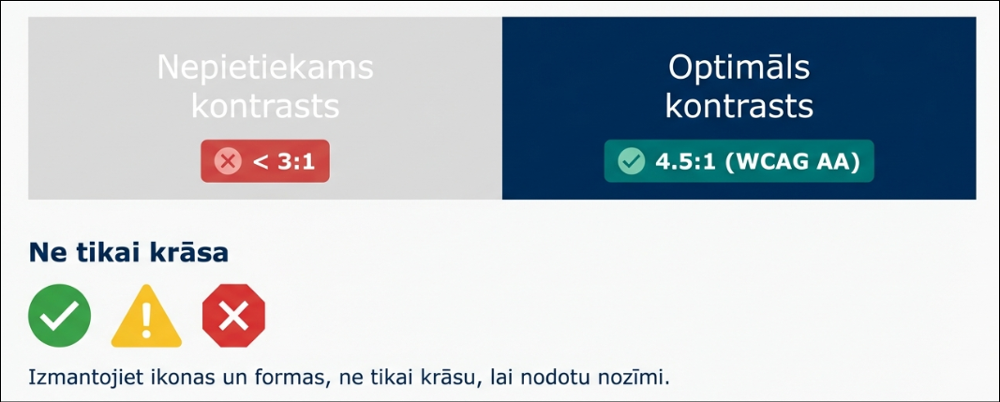 Nepietiekams
kontrasts
< 3:1
Optimāls
kontrasts
4.5:1 (WCAG AA)
Ne tikai krāsa
Izmantojiet ikonas un formas, ne tikai krāsu, lai nodotu nozīmi.